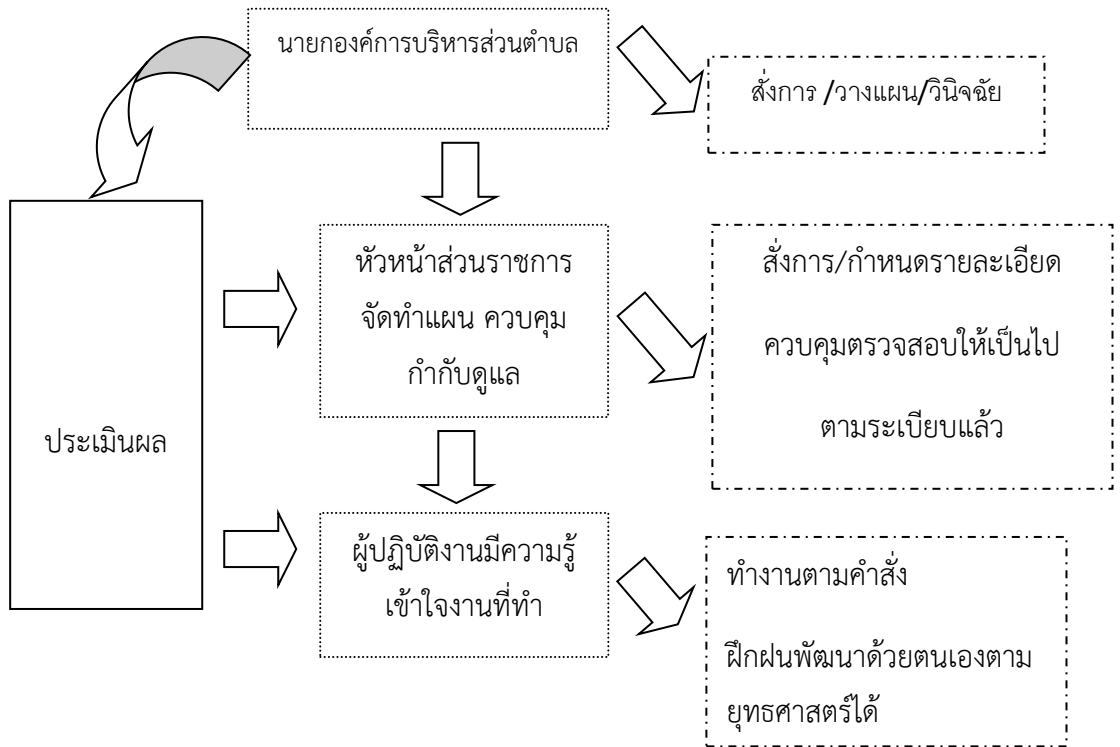 นายกองค์การบริหารส่วนตำบล
สั่งการ /วางแผน/วินิจฉัย
หัวหน้าส่วนราชการ
จัดทำแผน ควบคุม
กำกับดูแล
สั่งการ/กำหนดรายละเอียด
ควบคุมตรวจสอบให้เป็นไป
ตามระเบียบแล้ว
ประเมินผล
ผู้ปฏิบัติงานมีความรู้
เข้าใจงานที่ทำ
ทำงานตามคำสั่ง
ฝึกฝนพัฒนาด้วยตนเองตาม
ยุทธศาสตร์ได้